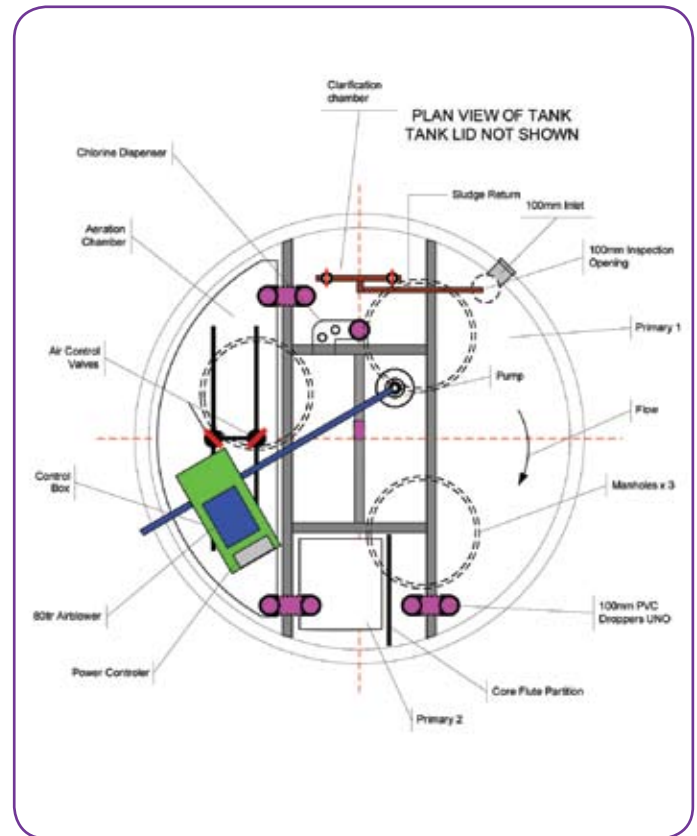 Clarification
chamber
PLAN VIEW OF TANK
TANK LID NOT SHOWN
Chlorine Dispenser
Sludge Return
100mm Inlet
Aeration
Chamber
100mm Inspection
Opening
Primary 1
Air Control
Valves
Pump
Flow
Control
Box
Manholes x 3
80ltr Airblower
100mm PVC
Droppers UNO
Power Controler
Core Flute Partition
Primary 2